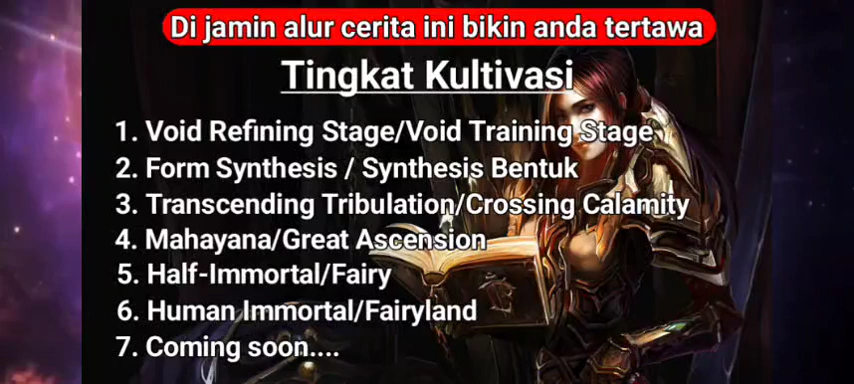 Di jamin alur cerita ini bikin anda tertawa
Tingkat Kultivasi
1. Void Refining Stage/Void Training Stage
2. Form Synthesis / Synthesis Bentuk
3. Transcending Tribulation/Crossing Calamity
4. Mahayana/Great Ascension
5. Half-Immortal/Fairy
6. Human Immortal/Fairyland
7. Coming soon....